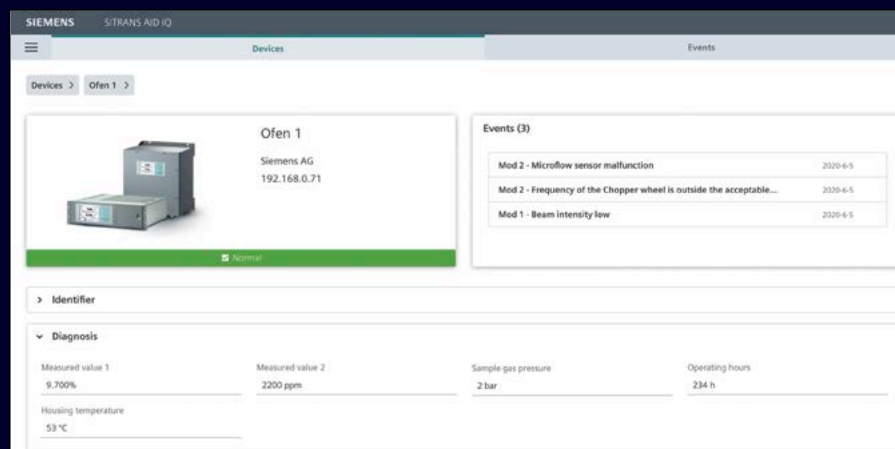 SIEMENS SITRANS AID IQ
Devices Events
Devices > Ofen 1 >
Ofen 1
Siemens AG
192.168.0.71
Normal
Events (3)
Mod 2 - Microflow sensor malfunction 2020-6-5
Mod 2 - Frequency of the Chopper wheel is outside the acceptable... 2020-6-5
Mod 1 - Beam intensity low 2020-6-5
> Identifier
Diagnosis
Measured value 1 Measured value 2 Sample gas pressure Operating hours
9.700% 2200 ppm 2 bar 234 h
Housing temperature
53 °C